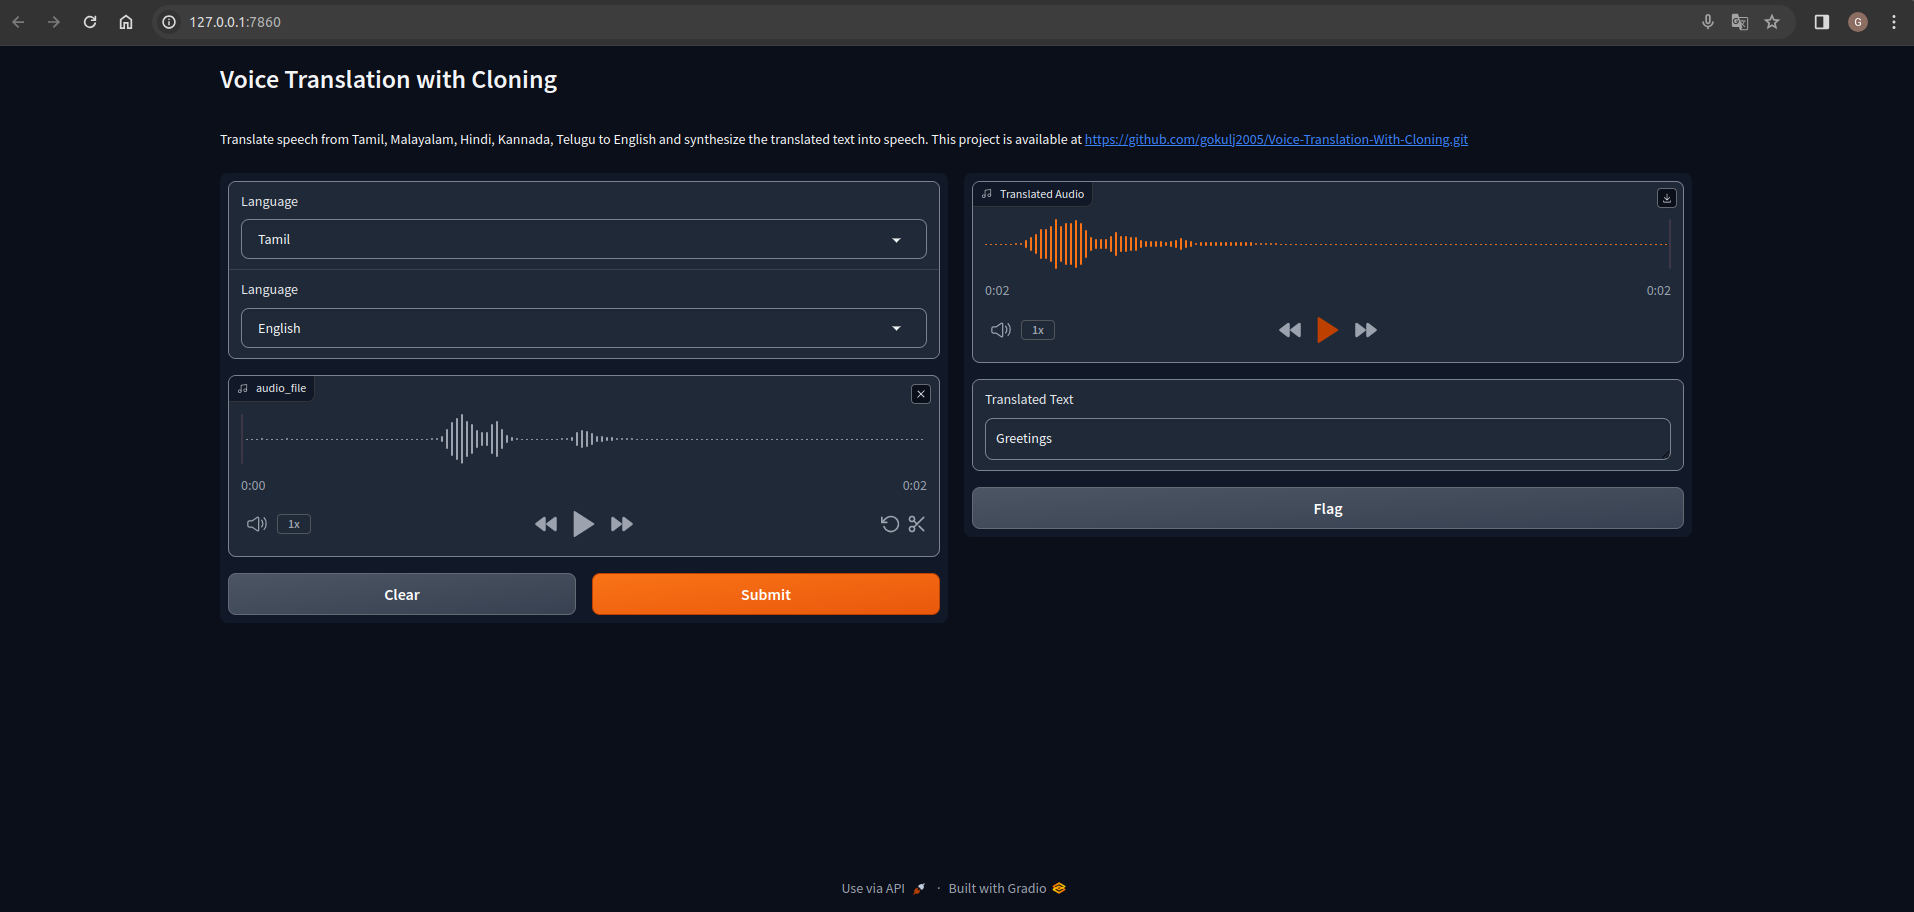 127.0.0.1:7860
G
Voice Translation with Cloning
Translate speech from Tamil, Malayalam, Hindi, Kannada, Telugu to English and synthesize the translated text into speech. This project is available at https://github.com/gokulj2005/Voice-Translation-With-Cloning.git
Language
Tamil
Language
English
audio_file
0:00 0:02
1x
Clear Submit
Translated Audio
0:02 0:02
1x
Translated Text
Greetings
Flag
Use via API · Built with Gradio